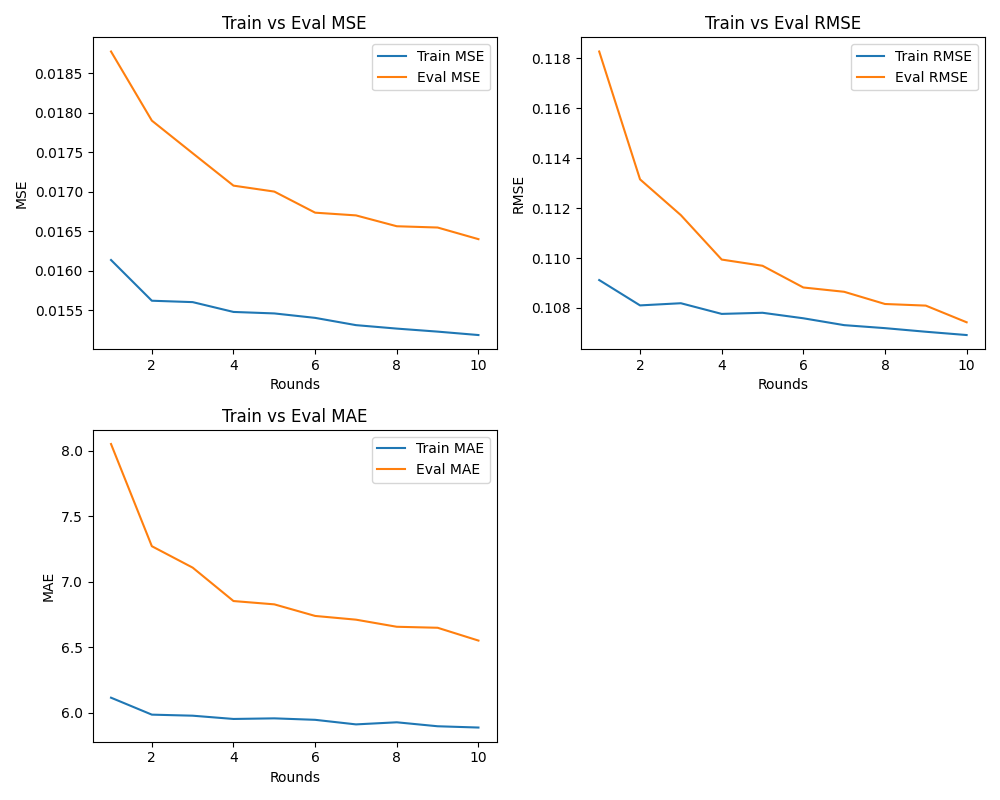 Train vs Eval MSE
Train MSE
Eval MSE
0.0185
0.0180
0.0175
0.0170
0.0165
0.0160
0.0155
MSE
2 4 6 8 10
Rounds
Train vs Eval RMSE
Train RMSE
Eval RMSE
0.118
0.116
0.114
0.112
0.110
0.108
RMSE
2 4 6 8 10
Rounds
Train vs Eval MAE
Train MAE
Eval MAE
8.0
7.5
7.0
6.5
6.0
MAE
2 4 6 8 10
Rounds